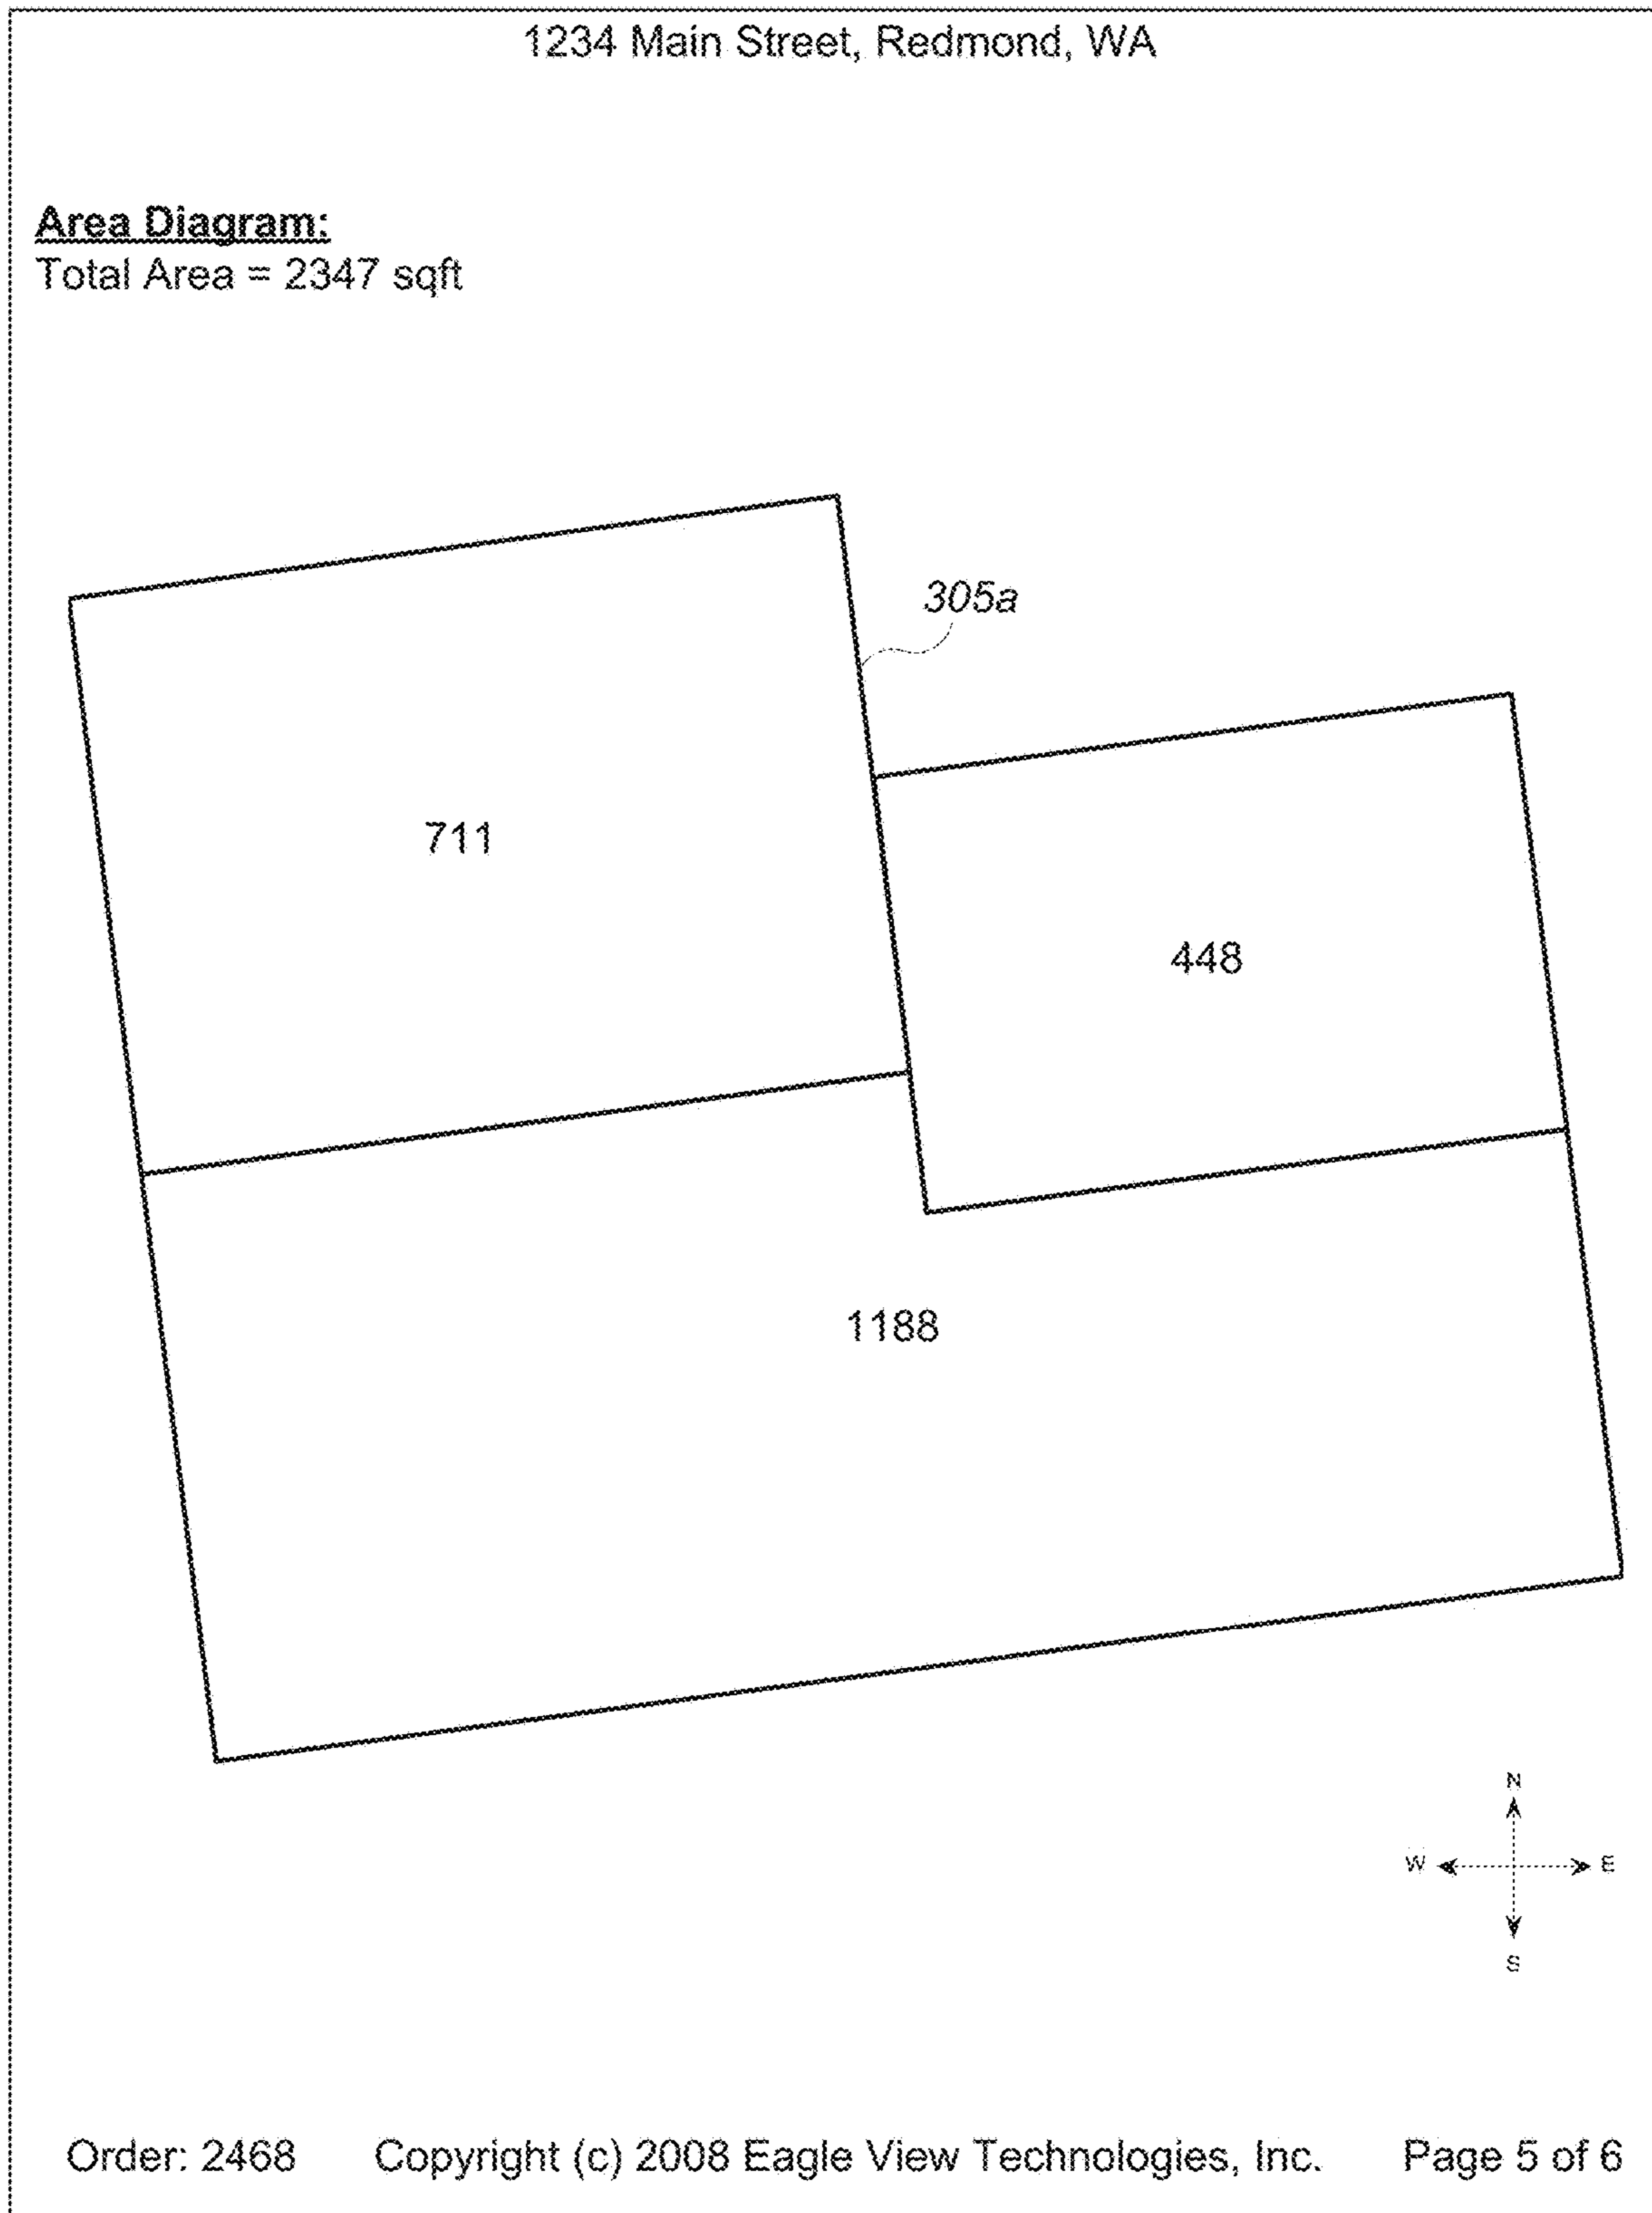 1234 Main Street, Redmond, WA
Area Diagram:
Total Area = 2347 sqft
305a
711
448
1188
N
W E
S
Order: 2468 Copyright (c) 2008 Eagle View Technologies, Inc. Page 5 of 6